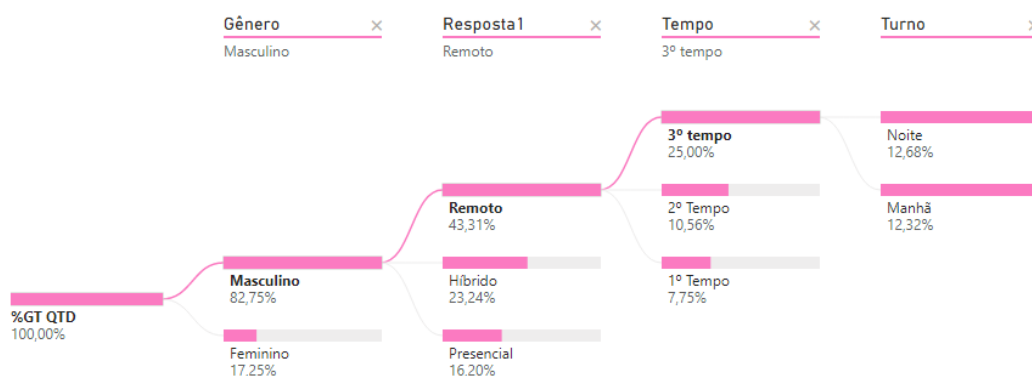 Gênero ×
Masculino
Resposta1 ×
Remoto
Tempo ×
3º tempo
Turno ×
%GT QTD
100,00%
Masculino
82,75%
Feminino
17,25%
Remoto
43,31%
Híbrido
23,24%
Presencial
16,20%
3º tempo
25,00%
2º Tempo
10,56%
1º Tempo
7,75%
Noite
12,68%
Manhã
12,32%